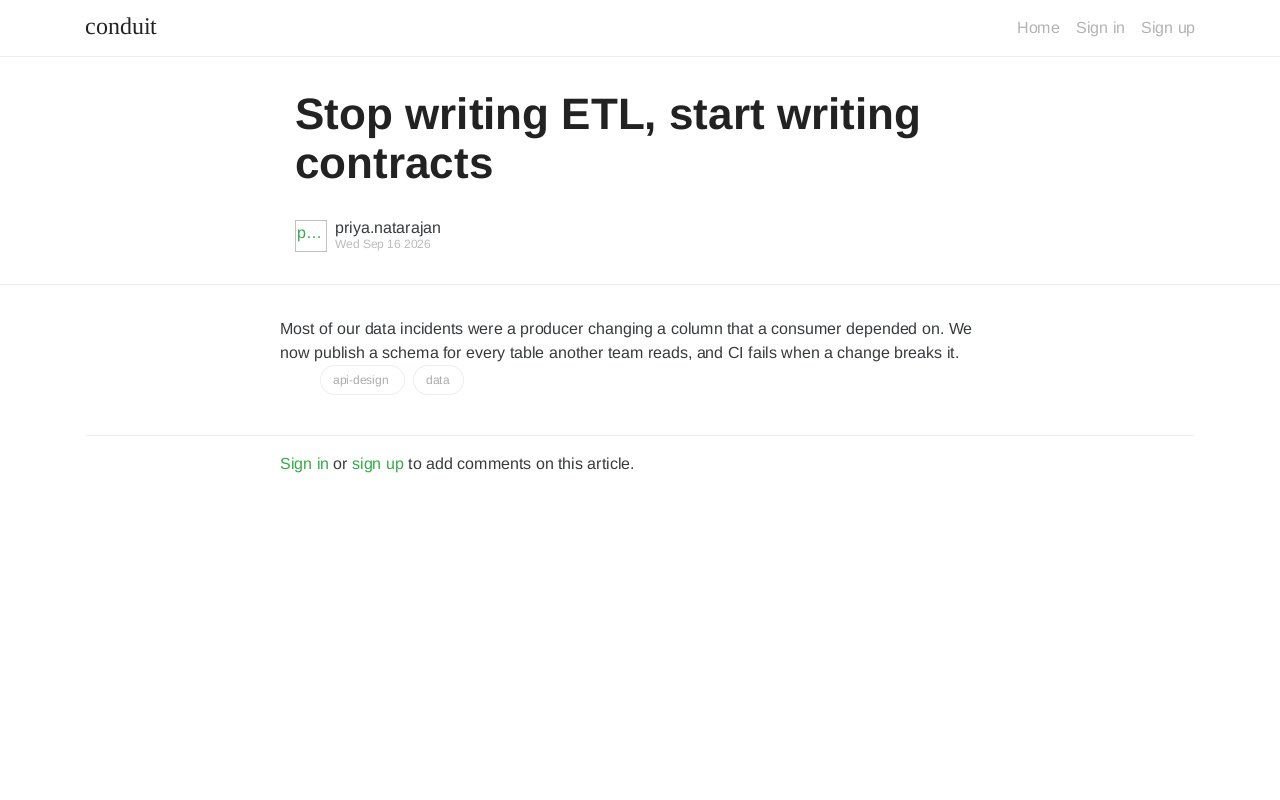 conduit
Home Sign in Sign up
Stop writing ETL, start writing
contracts
p…
priya.natarajan
Wed Sep 16 2026
Most of our data incidents were a producer changing a column that a consumer depended on. We
now publish a schema for every table another team reads, and CI fails when a change breaks it.
api-design data
Sign in or sign up to add comments on this article.